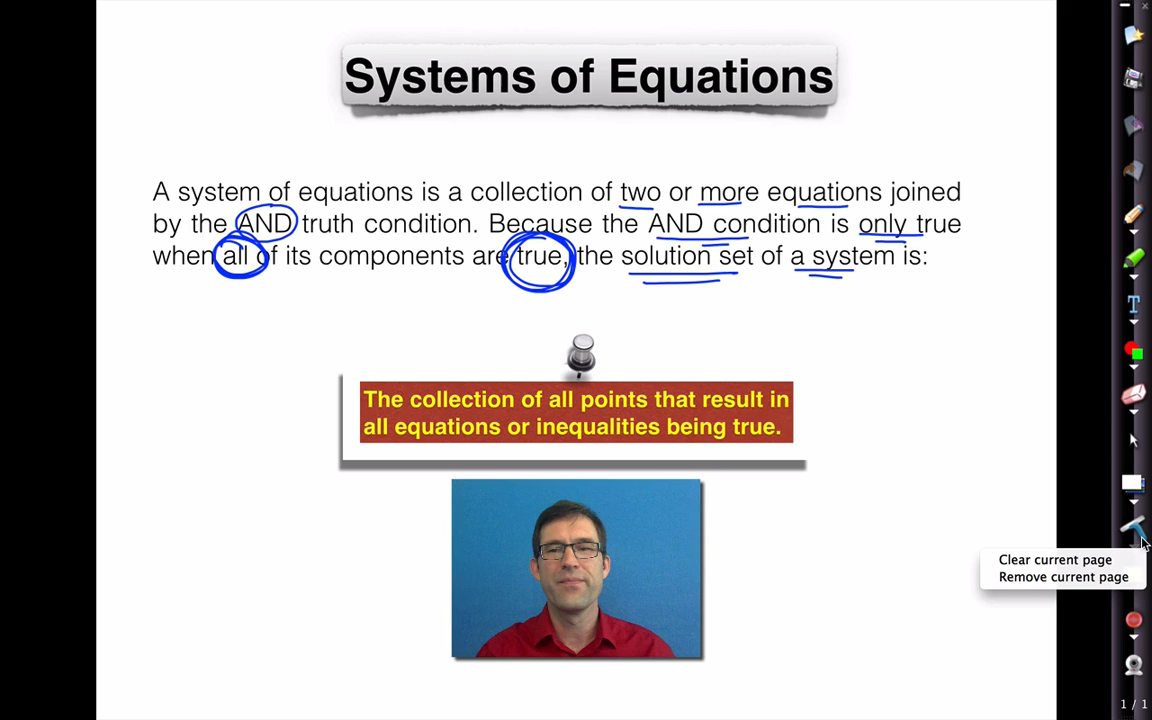 Systems of Equations
A system of equations is a collection of two or more equations joined
by the AND truth condition. Because the AND condition is only true
when all of its components are true, the solution set of a system is:
The collection of all points that result in
all equations or inequalities being true.
T
Clear current page
Remove current page
1 / 1